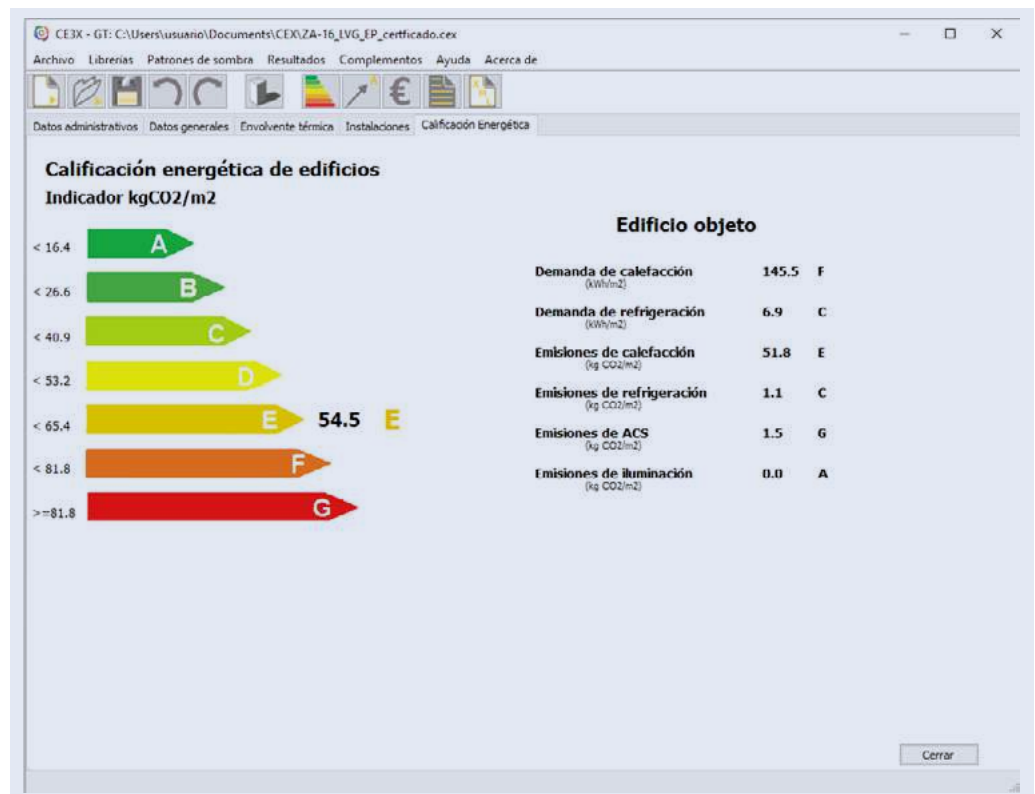 CE3X - GT: C:\Users\usuario\Documents\CEX\ZA-16_LVG_EP_certficado.cex
Archivo Librerías Patrones de sombra Resultados Complementos Ayuda Acerca de
€
Datos administrativos Datos generales Envolvente térmica Instalaciones Calificación Energética
Calificación energética de edificios
Indicador kgCO2/m2
< 16.4 A
< 26.6 B
< 40.9 C
< 53.2 D
< 65.4 E 54.5 E
< 81.8 F
>=81.8 G
Edificio objeto
Demanda de calefacción 145.5 F
(kWh/m2)
Demanda de refrigeración 6.9 C
(kWh/m2)
Emisiones de calefacción 51.8 E
(kg CO2/m2)
Emisiones de refrigeración 1.1 C
(kg CO2/m2)
Emisiones de ACS 1.5 G
(kg CO2/m2)
Emisiones de iluminación 0.0 A
(kg CO2/m2)
Cerrar